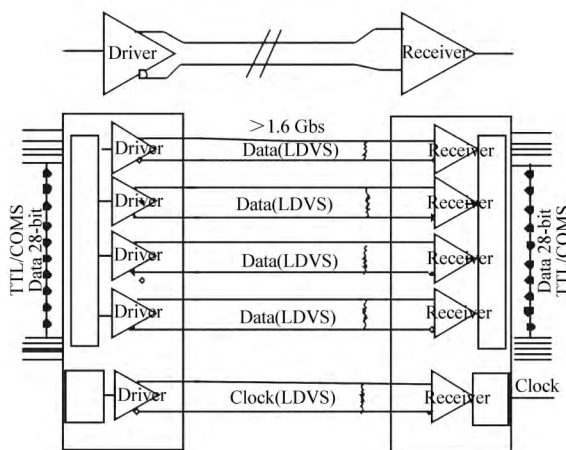 Driver
Receiver
>1.6 Gbs
Driver
Data(LDVS)
Receiver
Driver
Data(LDVS)
Receiver
TTL/COMS
Data 28-bit
Driver
Data(LDVS)
Receiver
Data 28-bit
TTL/COMS
Driver
Data(LDVS)
Receiver
Driver
Clock(LDVS)
Receiver
Clock